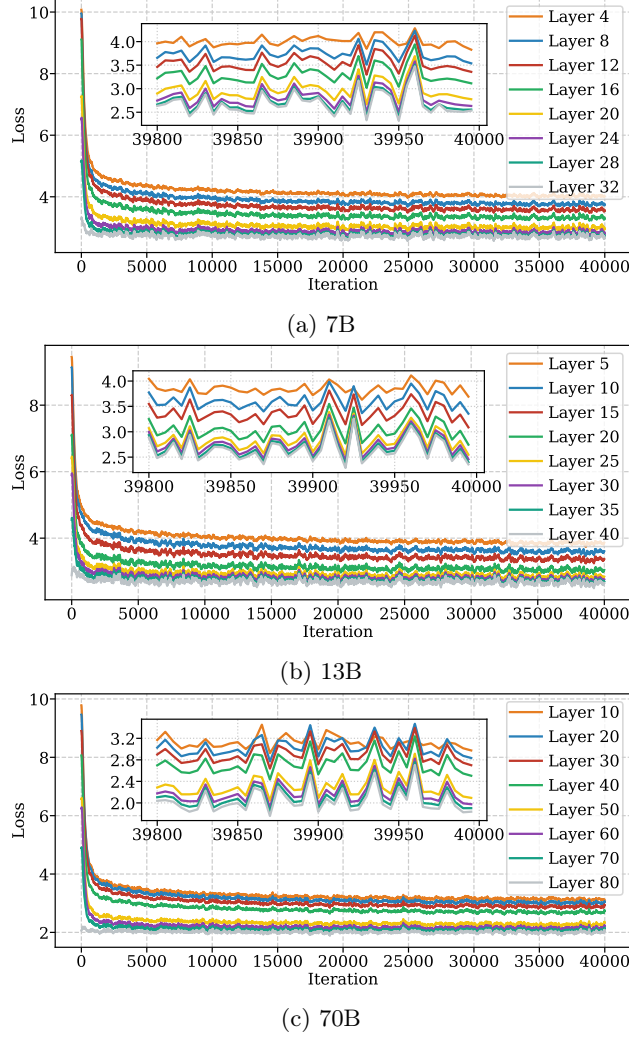 10
8
6
4
Loss
4.0
3.5
3.0
2.5
39800 39850 39900 39950 40000
Layer 4
Layer 8
Layer 12
Layer 16
Layer 20
Layer 24
Layer 28
Layer 32
0 5000 10000 15000 20000 25000 30000 35000 40000
Iteration
(a) 7B
8
6
4
Loss
4.0
3.5
3.0
2.5
39800 39850 39900 39950 40000
Layer 5
Layer 10
Layer 15
Layer 20
Layer 25
Layer 30
Layer 35
Layer 40
0 5000 10000 15000 20000 25000 30000 35000 40000
Iteration
(b) 13B
10
8
6
4
2
Loss
3.2
2.8
2.4
2.0
39800 39850 39900 39950 40000
Layer 10
Layer 20
Layer 30
Layer 40
Layer 50
Layer 60
Layer 70
Layer 80
0 5000 10000 15000 20000 25000 30000 35000 40000
Iteration
(c) 70B